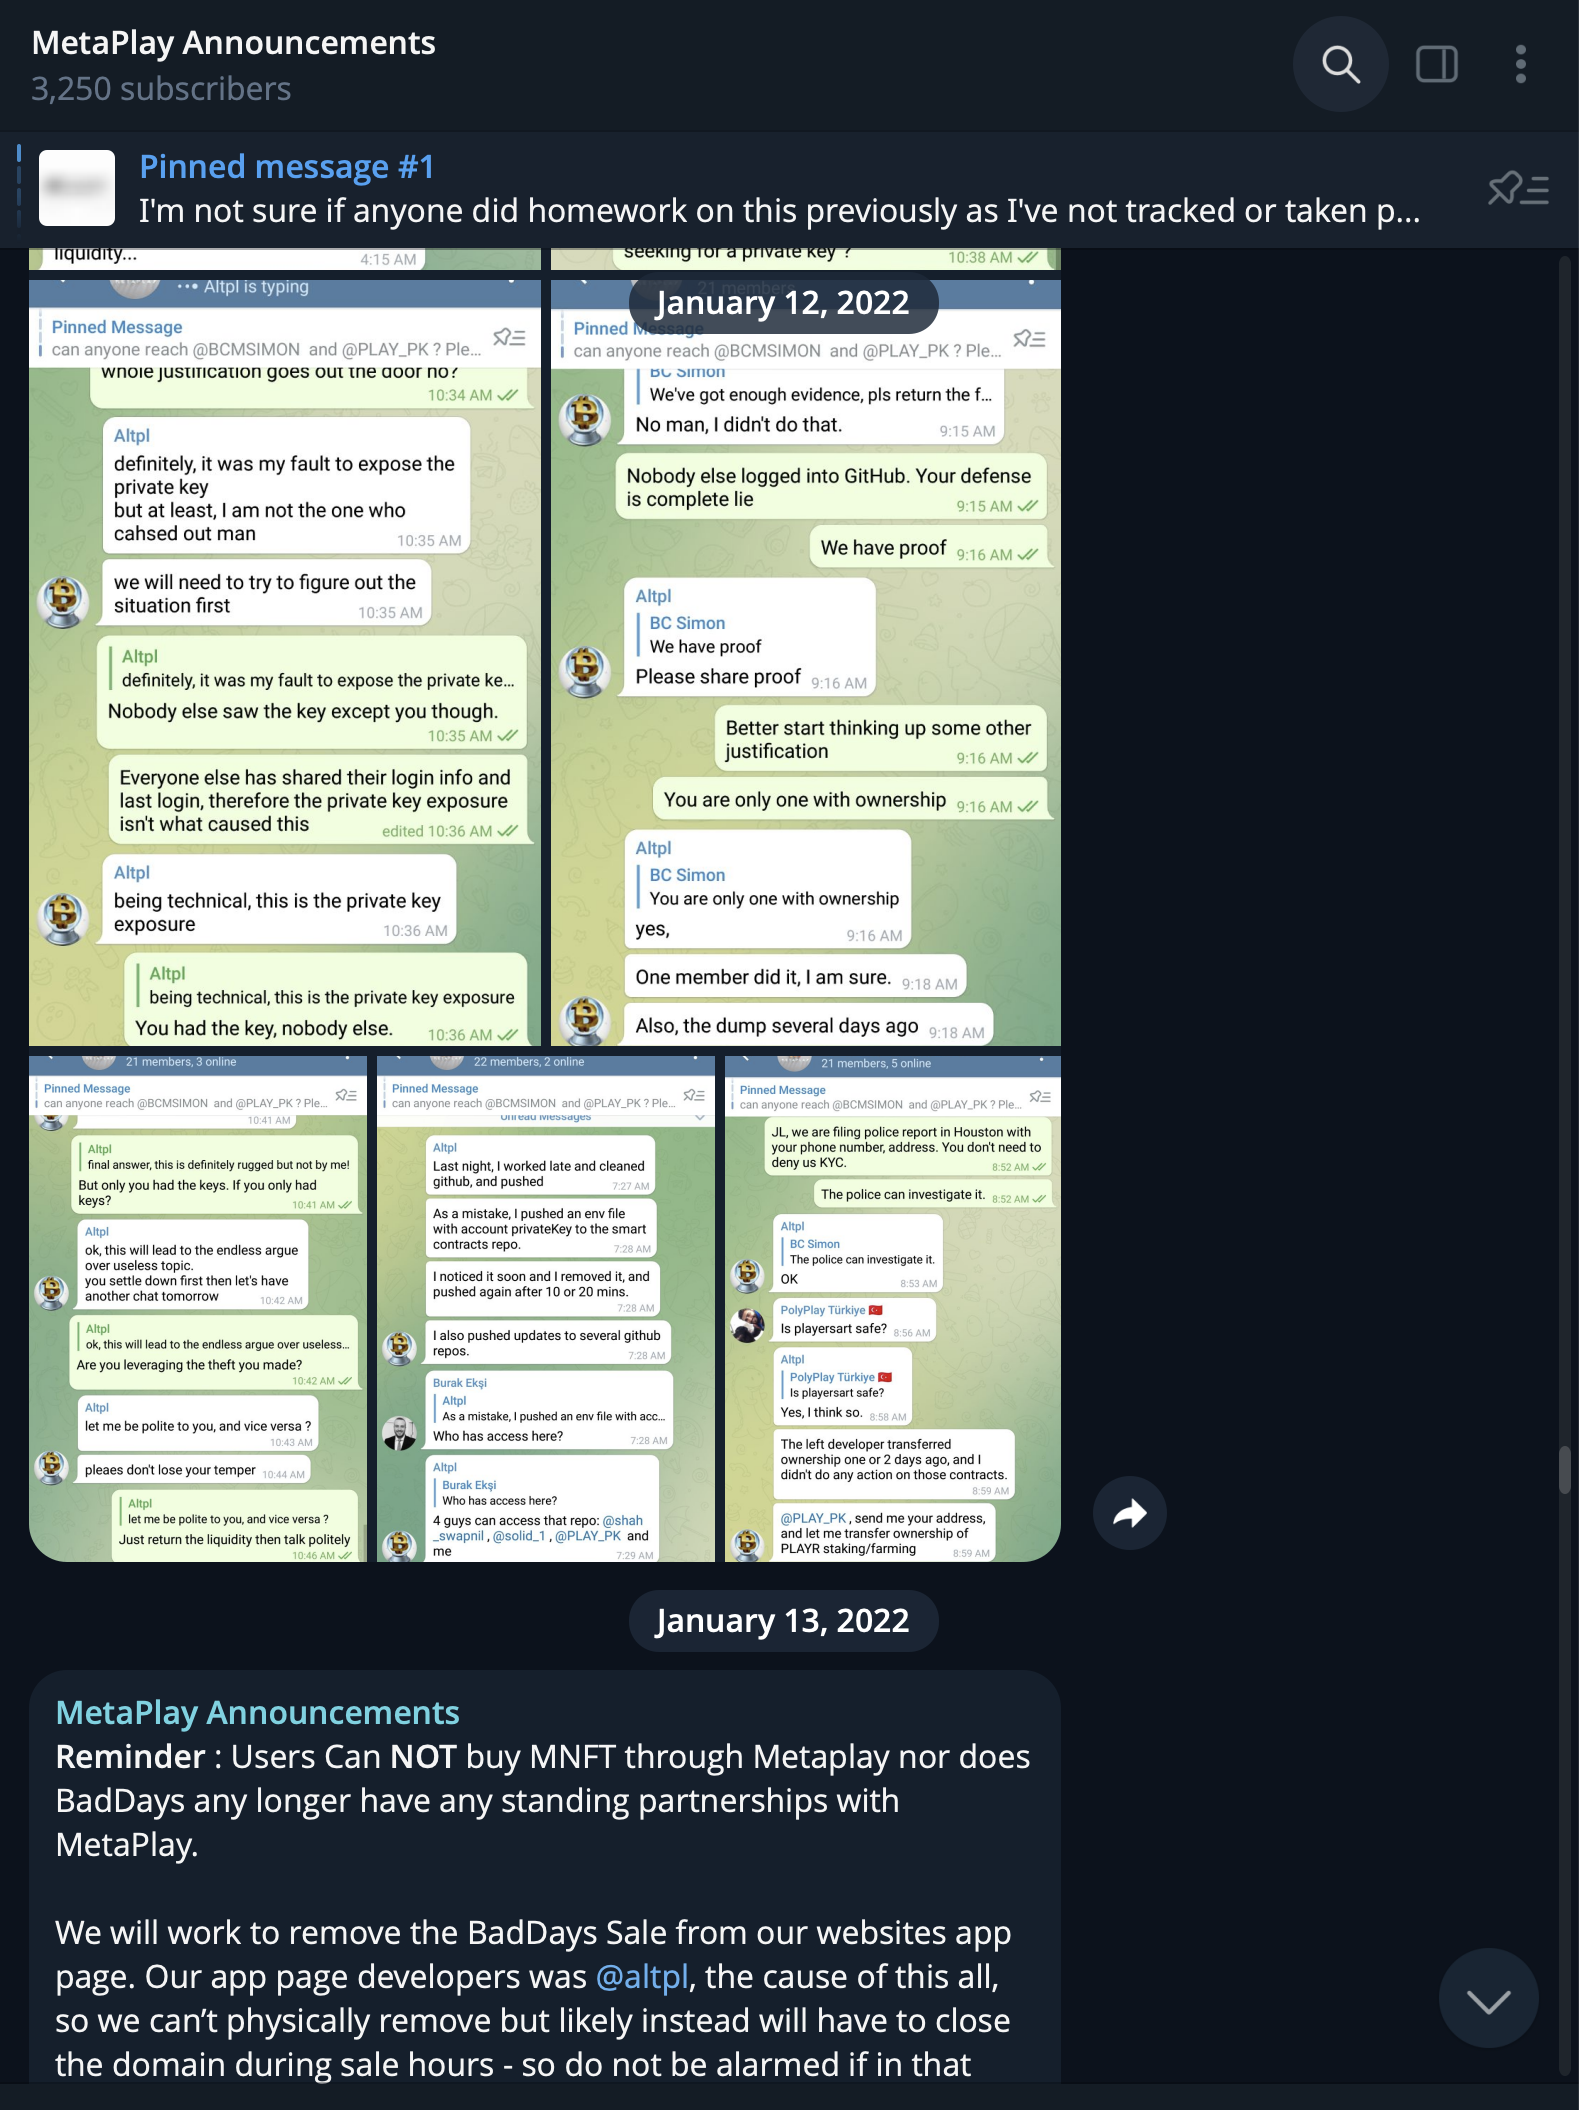 MetaPlay Announcements
3,250 subscribers
Pinned message #1
I'm not sure if anyone did homework on this previously as I've not tracked or taken p...
liquidity...
4:15 AM
seeking for a private key ?
10:38 AM
January 12, 2022
Altpl is typing
Pinned Message
can anyone reach @BCMSIMON and @PLAY_PK ? Ple...
whole justification goes out the door no?
10:34 AM
Altpl
definitely, it was my fault to expose the
private key
but at least, I am not the one who
cahsed out man
10:35 AM
we will need to try to figure out the
situation first
10:35 AM
Altpl
definitely, it was my fault to expose the private ke...
Nobody else saw the key except you though.
10:35 AM
Everyone else has shared their login info and
last login, therefore the private key exposure
isn't what caused this
edited 10:36 AM
Altpl
being technical, this is the private key
exposure
10:36 AM
Altpl
being technical, this is the private key exposure
You had the key, nobody else.
10:36 AM
21 members
Pinned Message
can anyone reach @BCMSIMON and @PLAY_PK ? Ple...
BC Simon
We've got enough evidence, pls return the f...
No man, I didn't do that.
9:15 AM
Nobody else logged into GitHub. Your defense
is complete lie
9:15 AM
We have proof
9:16 AM
Altpl
BC Simon
We have proof
Please share proof
9:16 AM
Better start thinking up some other
justification
9:16 AM
You are only one with ownership
9:16 AM
Altpl
BC Simon
You are only one with ownership
yes,
9:16 AM
One member did it, I am sure.
9:18 AM
Also, the dump several days ago
9:18 AM
21 members, 3 online
Pinned Message
can anyone reach @BCMSIMON and @PLAY_PK ? Ple...
10:41 AM
Altpl
final answer, this is definitely rugged but not by me!
But only you had the keys. If you only had
keys?
10:41 AM
Altpl
ok, this will lead to the endless argue
over useless topic.
you settle down first then let's have
another chat tomorrow
10:42 AM
Altpl
ok, this will lead to the endless argue over useless...
Are you leveraging the theft you made?
10:42 AM
Altpl
let me be polite to you, and vice versa ?
10:43 AM
pleaes don't lose your temper
10:44 AM
Altpl
let me be polite to you, and vice versa ?
Just return the liquidity then talk politely
10:46 AM
22 members, 2 online
Pinned Message
can anyone reach @BCMSIMON and @PLAY_PK ? Ple...
Unread Messages
Altpl
Last night, I worked late and cleaned
github, and pushed
7:27 AM
As a mistake, I pushed an env file
with account privateKey to the smart
contracts repo.
7:28 AM
I noticed it soon and I removed it, and
pushed again after 10 or 20 mins.
7:28 AM
I also pushed updates to several github
repos.
7:28 AM
Burak Ekşi
Altpl
As a mistake, I pushed an env file with acc...
Who has access here?
7:28 AM
Altpl
Burak Ekşi
Who has access here?
4 guys can access that repo: @shah
_swapnil , @solid_1 , @PLAY_PK and
me
7:29 AM
21 members, 5 online
Pinned Message
can anyone reach @BCMSIMON and @PLAY_PK ? Ple...
JL, we are filing police report in Houston with
your phone number, address. You don't need to
deny us KYC.
8:52 AM
The police can investigate it.
8:52 AM
Altpl
BC Simon
The police can investigate it.
OK
8:53 AM
PolyPlay Türkiye 🇹🇷
Is playersart safe?
8:56 AM
Altpl
PolyPlay Türkiye 🇹🇷
Is playersart safe?
Yes, I think so.
8:58 AM
The left developer transferred
ownership one or 2 days ago, and I
didn't do any action on those contracts.
8:59 AM
@PLAY_PK , send me your address,
and let me transfer ownership of
PLAYR staking/farming
8:59 AM
January 13, 2022
MetaPlay Announcements
Reminder : Users Can NOT buy MNFT through Metaplay nor does
BadDays any longer have any standing partnerships with
MetaPlay.
We will work to remove the BadDays Sale from our websites app
page. Our app page developers was @altpl, the cause of this all,
so we can’t physically remove but likely instead will have to close
the domain during sale hours - so do not be alarmed if in that